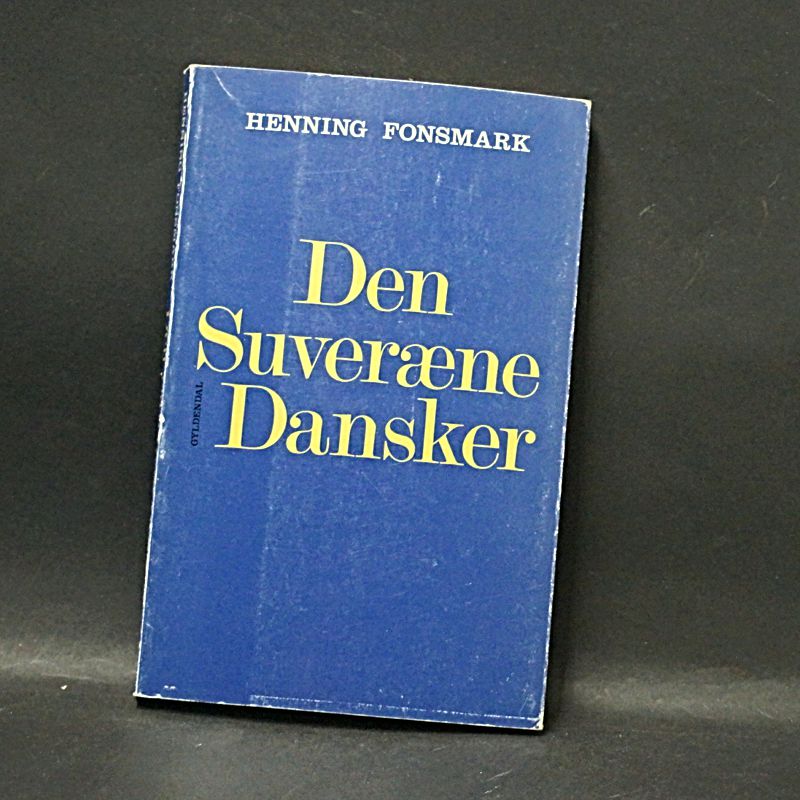 HENNING FONSMARK
Den
Suveræne
Dansker
GYLDENDAL